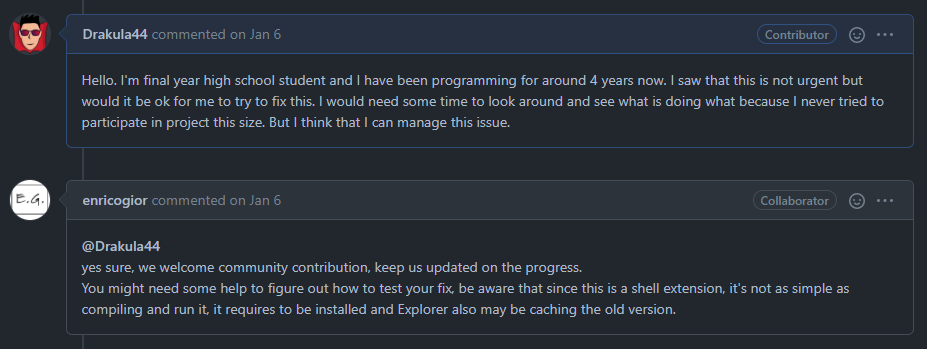 Drakula44 commented on Jan 6
Contributor
Hello. I'm final year high school student and I have been programming for around 4 years now. I saw that this is not urgent but
would it be ok for me to try to fix this. I would need some time to look around and see what is doing what because I never tried to
participate in project this size. But I think that I can manage this issue.
E.G.
enricogior commented on Jan 6
Collaborator
@Drakula44
yes sure, we welcome community contribution, keep us updated on the progress.
You might need some help to figure out how to test your fix, be aware that since this is a shell extension, it's not as simple as
compiling and run it, it requires to be installed and Explorer also may be caching the old version.